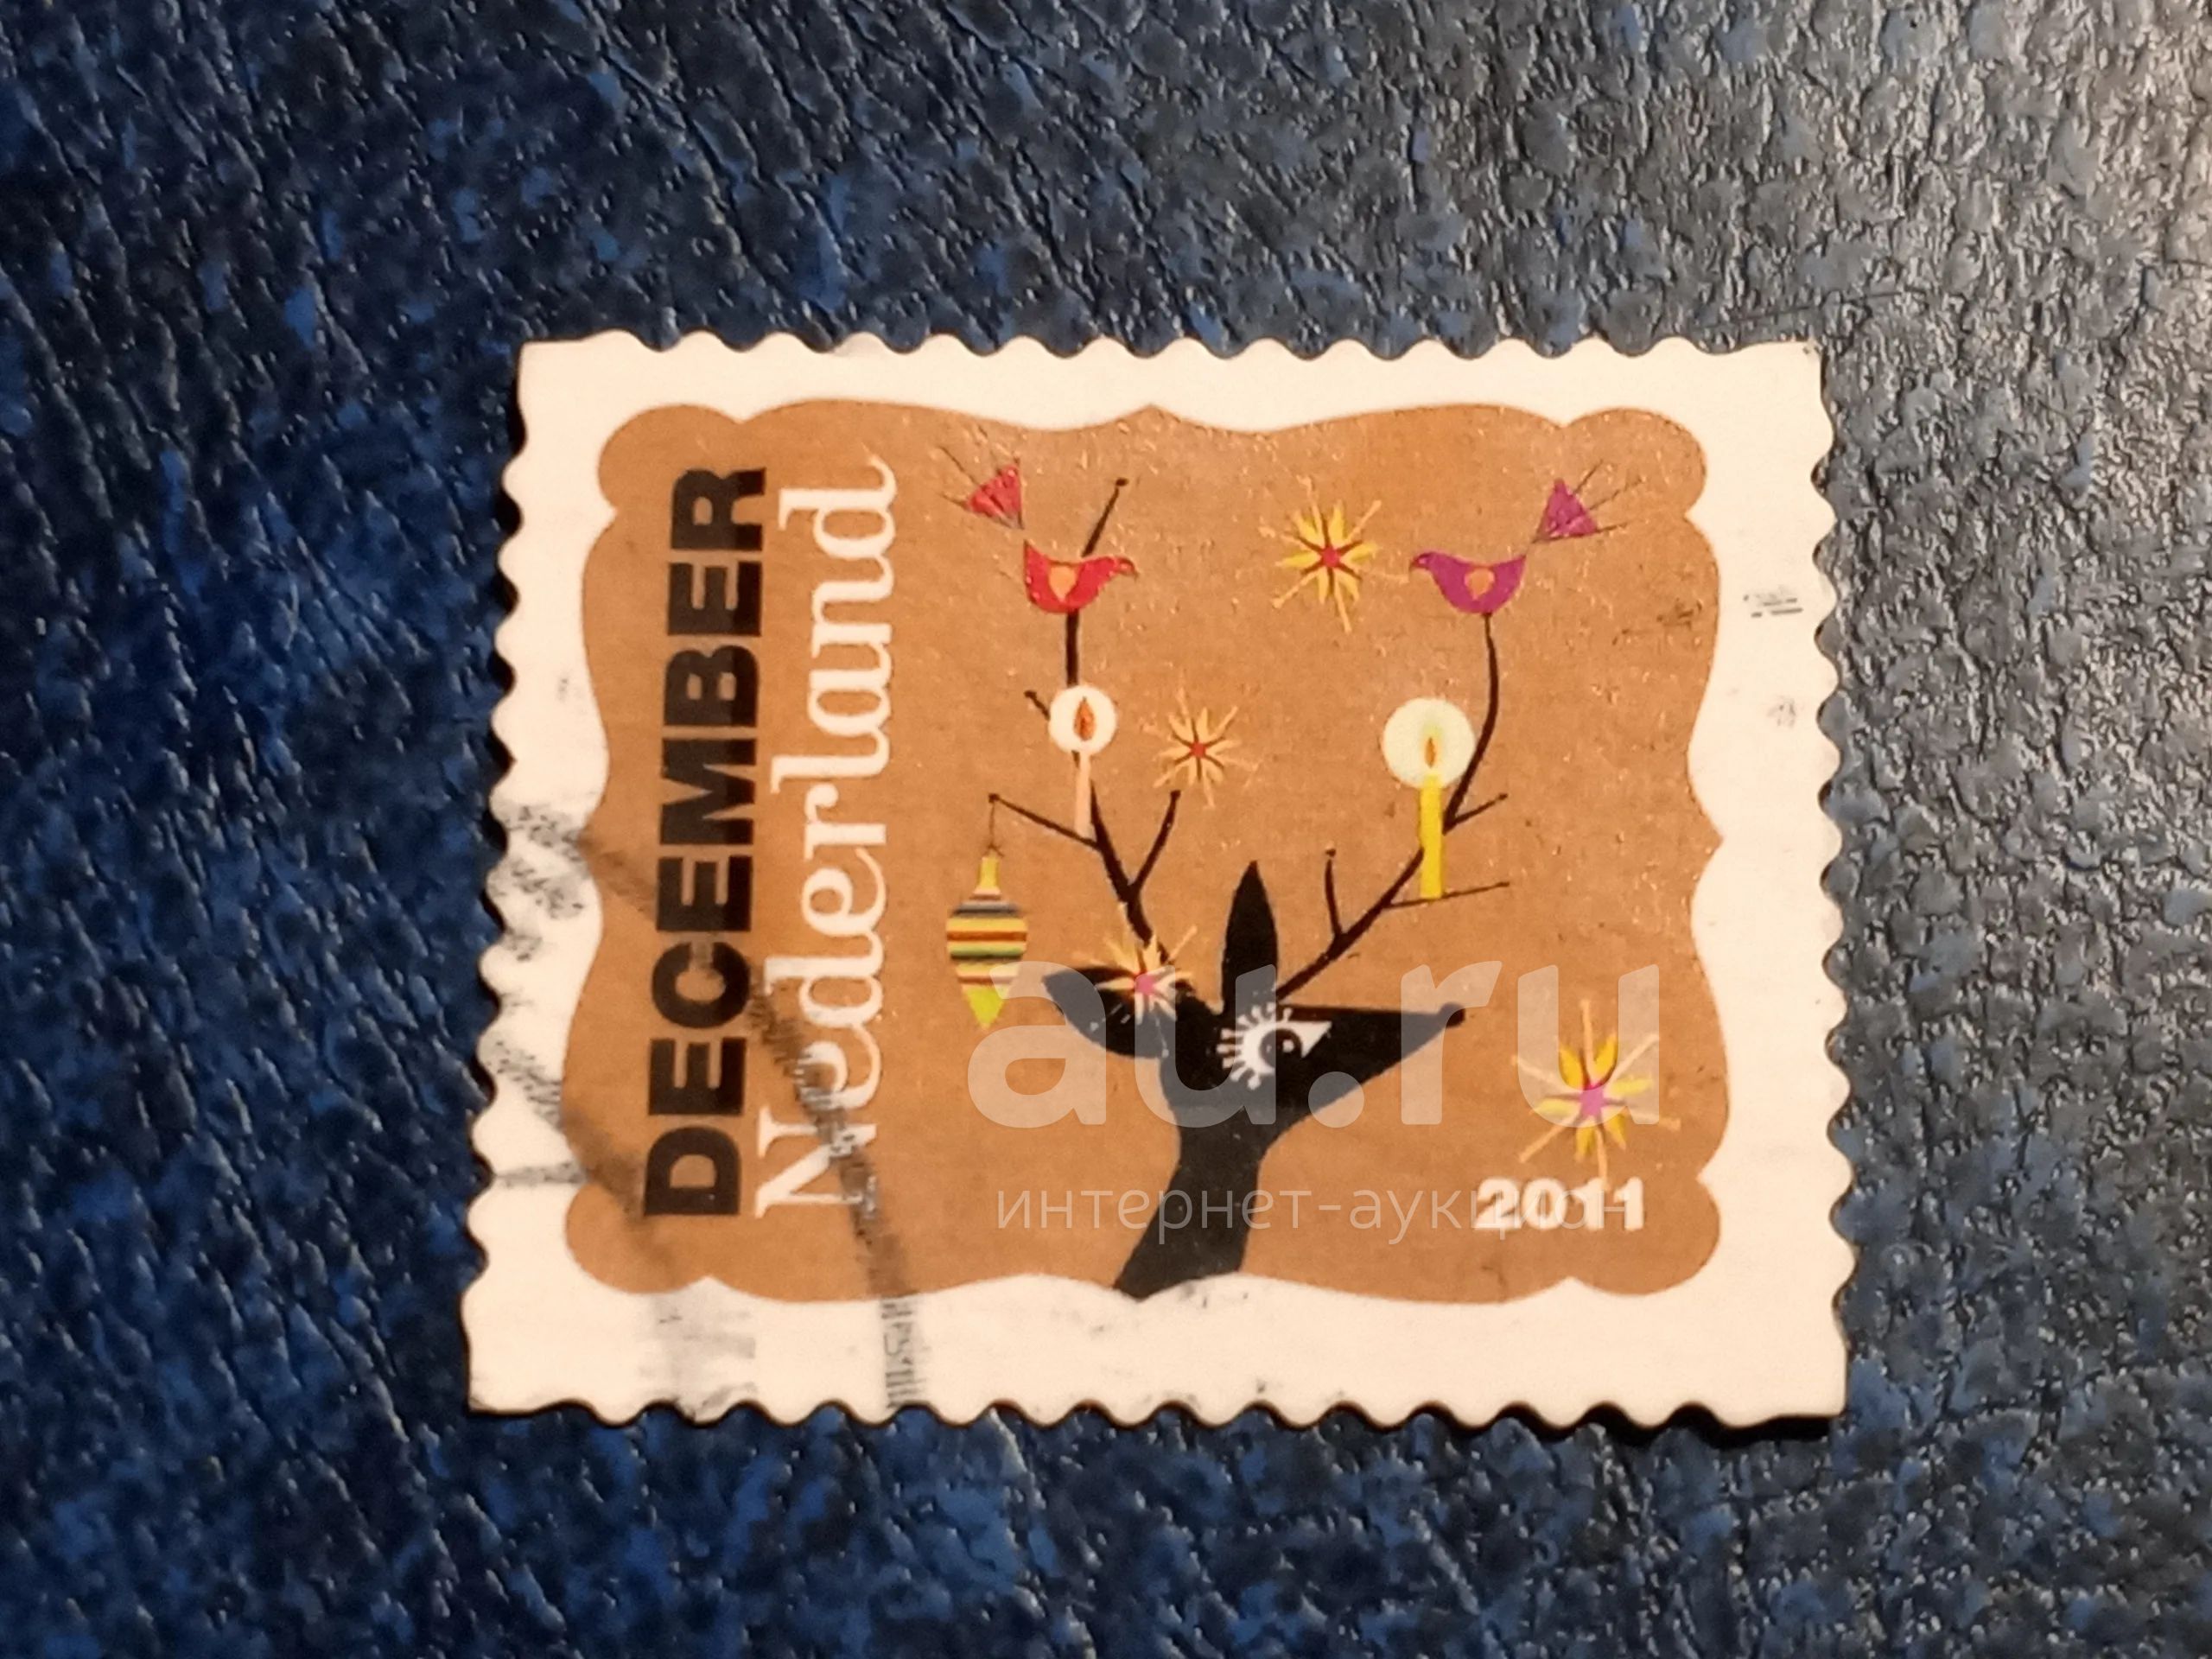 DECEMBER
Nederland
2011
au.ru
интернет-аукцион